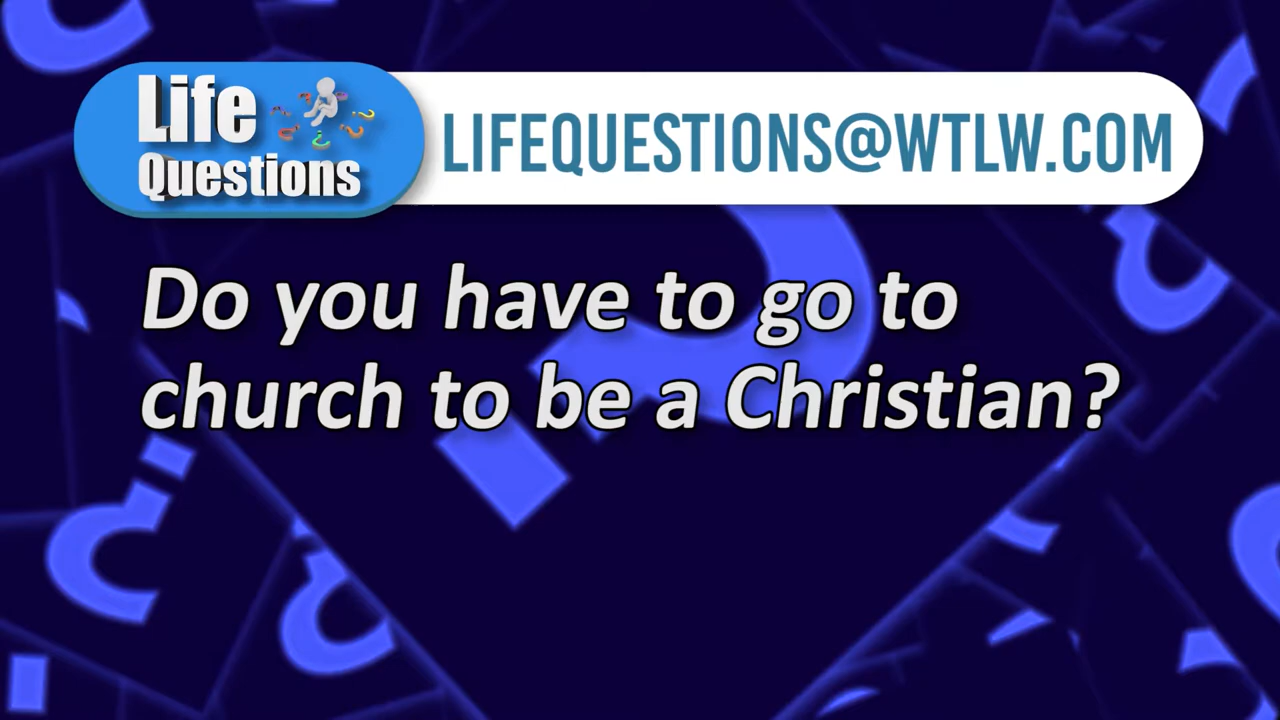 Life
Questions
LIFEQUESTIONS@WTLW.COM
Do you have to go to
church to be a Christian?